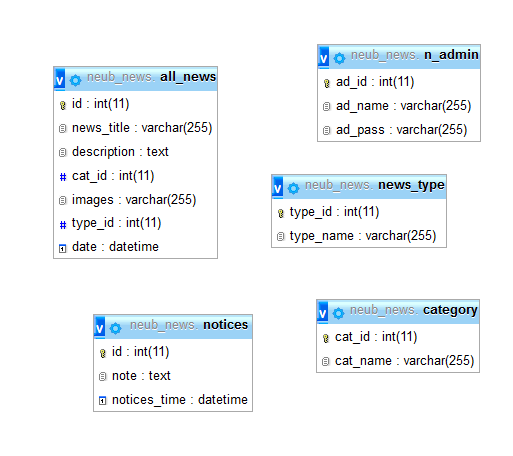 neub_news n_admin
ad_id : int(11)
ad_name : varchar(255)
ad_pass : varchar(255)
neub_news all_news
id : int(11)
news_title : varchar(255)
description : text
cat_id : int(11)
images : varchar(255)
type_id : int(11)
date : datetime
neub_news news_type
type_id : int(11)
type_name : varchar(255)
neub_news category
cat_id : int(11)
cat_name : varchar(255)
neub_news notices
id : int(11)
note : text
notices_time : datetime